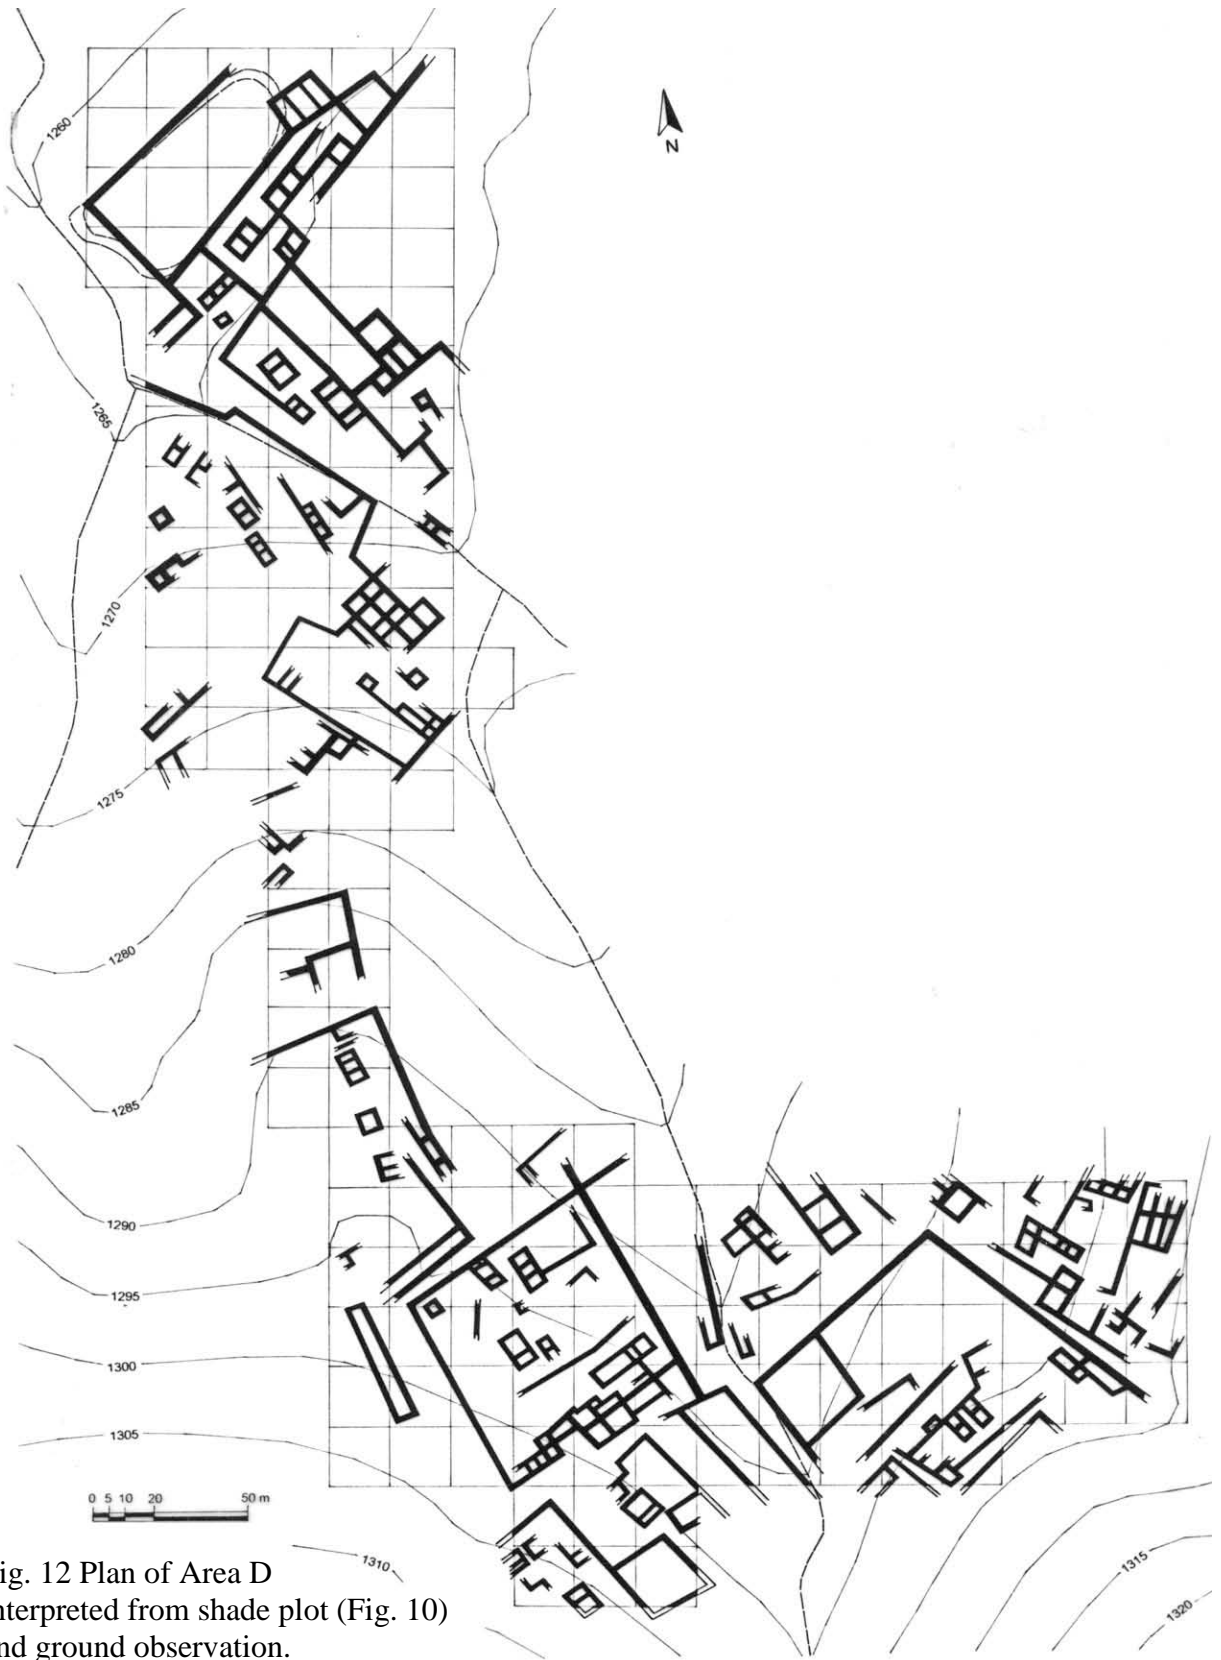 1260
N
1265
1270
1275
1280
1285
1290
1295
1300
1305
0 5 10 20 50 m
1310
1315
1320
ig. 12 Plan of Area D
nterpreted from shade plot (Fig. 10)
nd ground observation.